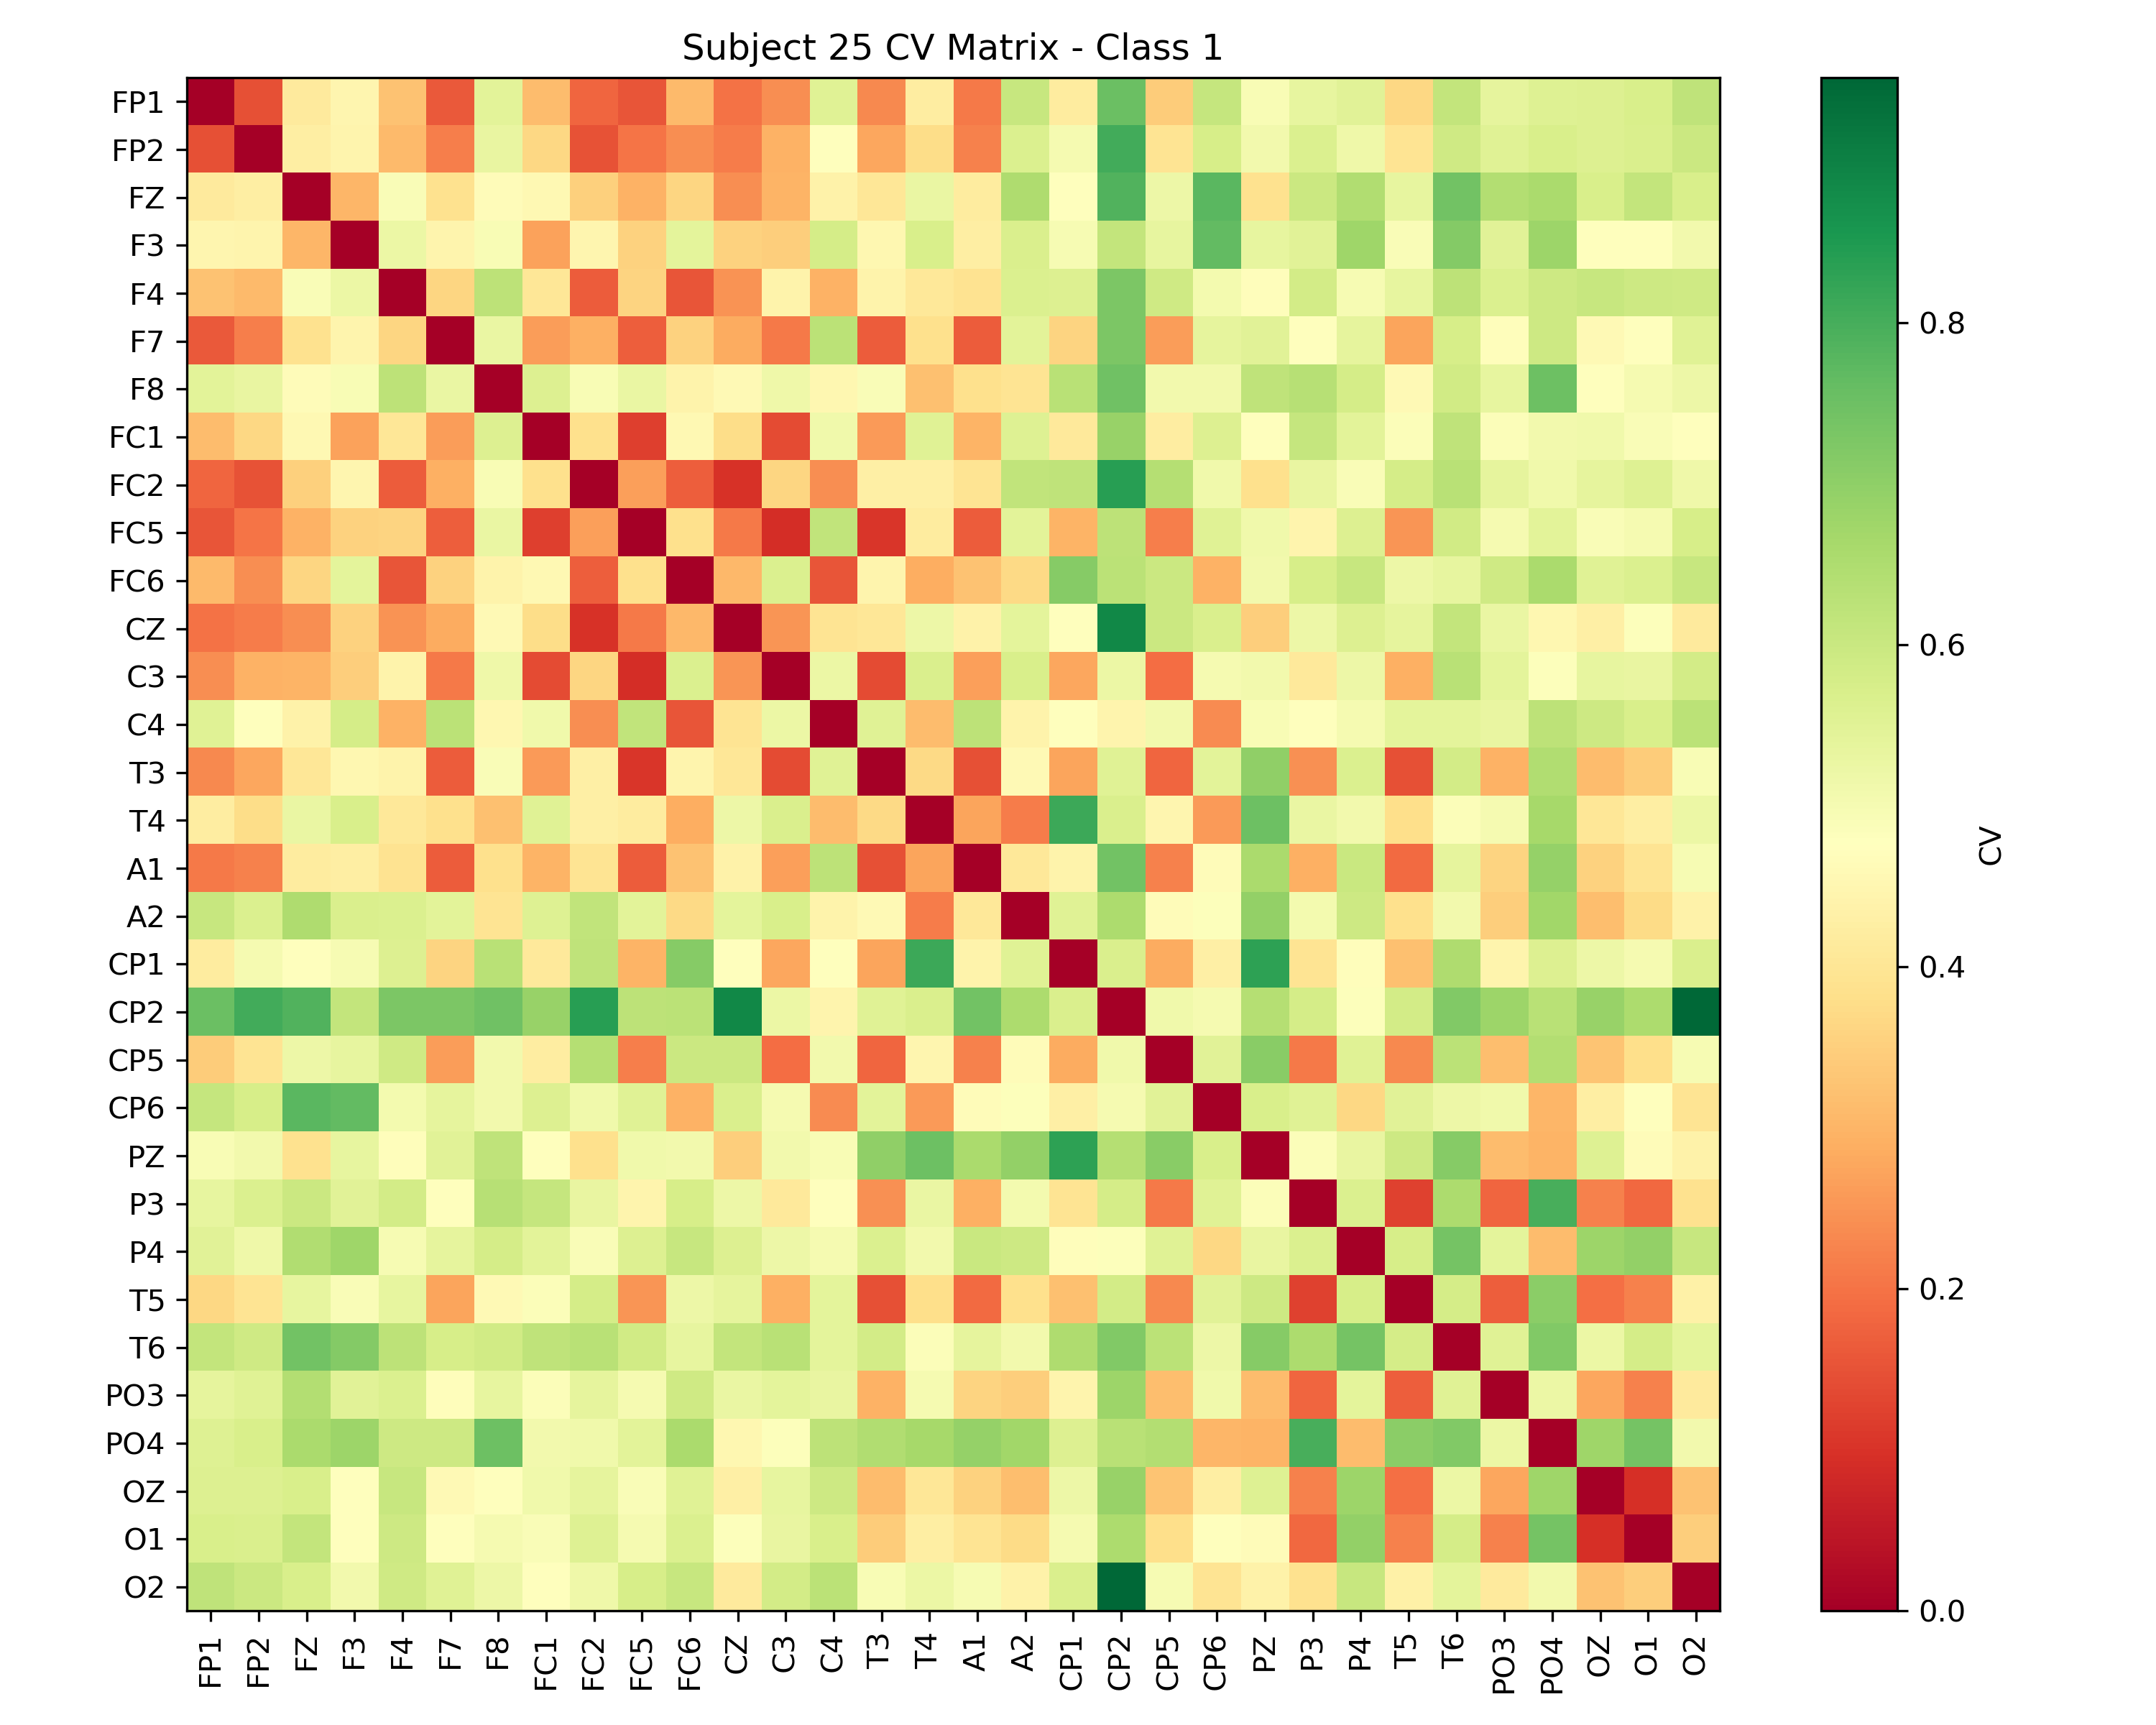 Subject 25 CV Matrix - Class 1
FP1
FP2
FZ
F3
F4
F7
F8
FC1
FC2
FC5
FC6
CZ
C3
C4
T3
T4
A1
A2
CP1
CP2
CP5
CP6
PZ
P3
P4
T5
T6
PO3
PO4
OZ
O1
O2
FP1 FP2 FZ F3 F4 F7 F8 FC1 FC2 FC5 FC6 CZ C3 C4 T3 T4 A1 A2 CP1 CP2 CP5 CP6 PZ P3 P4 T5 T6 PO3 PO4 OZ O1 O2
0.8
0.6
0.4
0.2
0.0
CV